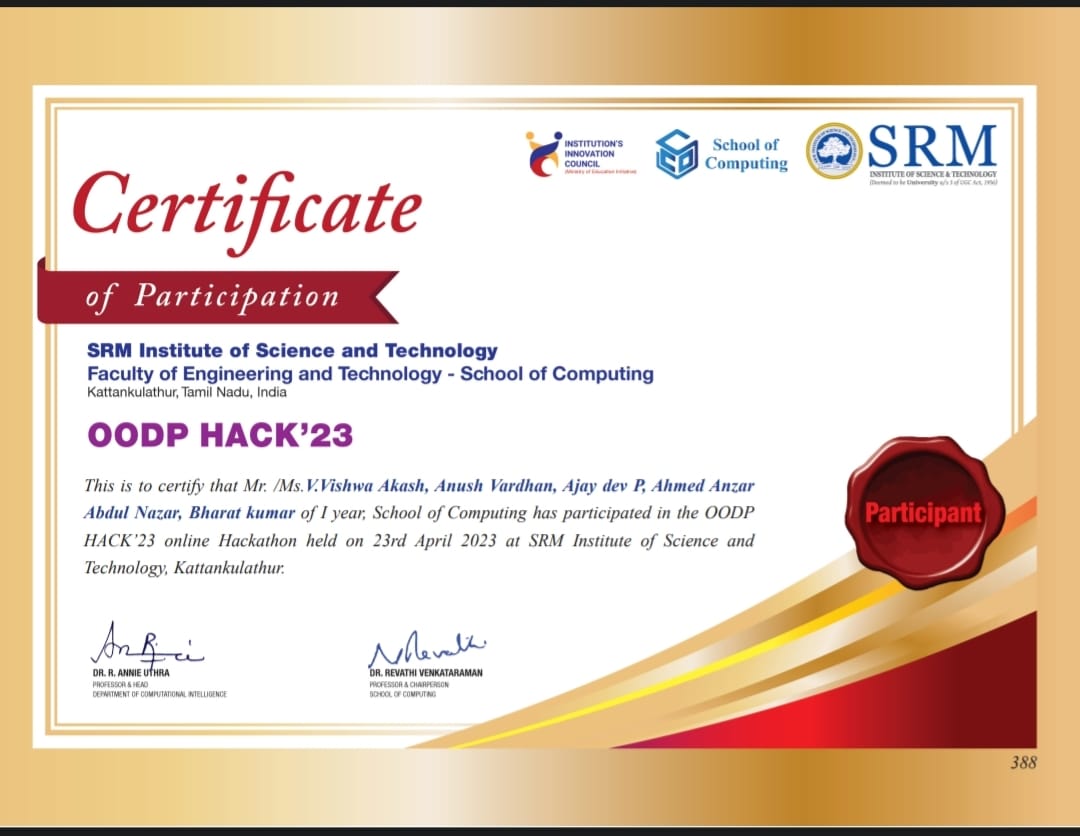 INSTITUTION'S
INNOVATION
COUNCIL
(Ministry of Education Initiative)
School of
Computing
SRM
INSTITUTE OF SCIENCE & TECHNOLOGY
(Deemed to be University u/s 3 of UGC Act, 1956)
Certificate
of Participation
SRM Institute of Science and Technology
Faculty of Engineering and Technology - School of Computing
Kattankulathur, Tamil Nadu, India
OODP HACK’23
This is to certify that Mr. /Ms.V.Vishwa Akash, Anush Vardhan, Ajay dev P, Ahmed Anzar
Abdul Nazar, Bharat kumar of I year, School of Computing has participated in the OODP
HACK’23 online Hackathon held on 23rd April 2023 at SRM Institute of Science and
Technology, Kattankulathur.
Participant
DR. R. ANNIE UTHRA
PROFESSOR & HEAD
DEPARTMENT OF COMPUTATIONAL INTELLIGENCE
DR. REVATHI VENKATARAMAN
PROFESSOR & CHAIRPERSON
SCHOOL OF COMPUTING
388